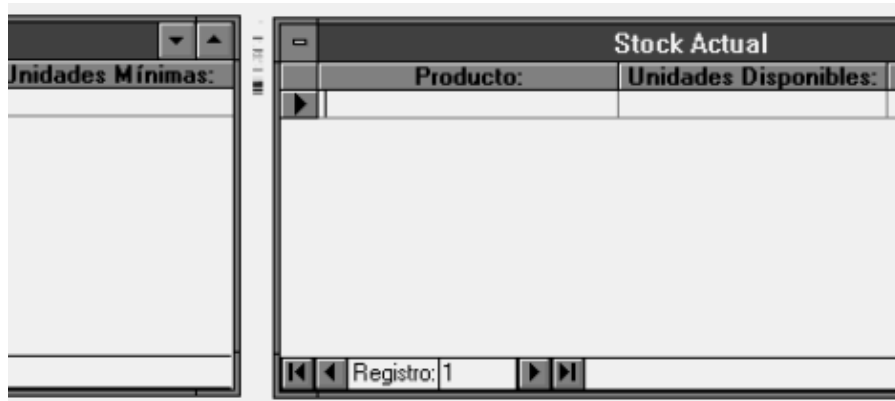 Unidades Mínimas:
Stock Actual
Producto: Unidades Disponibles:
Registro: 1